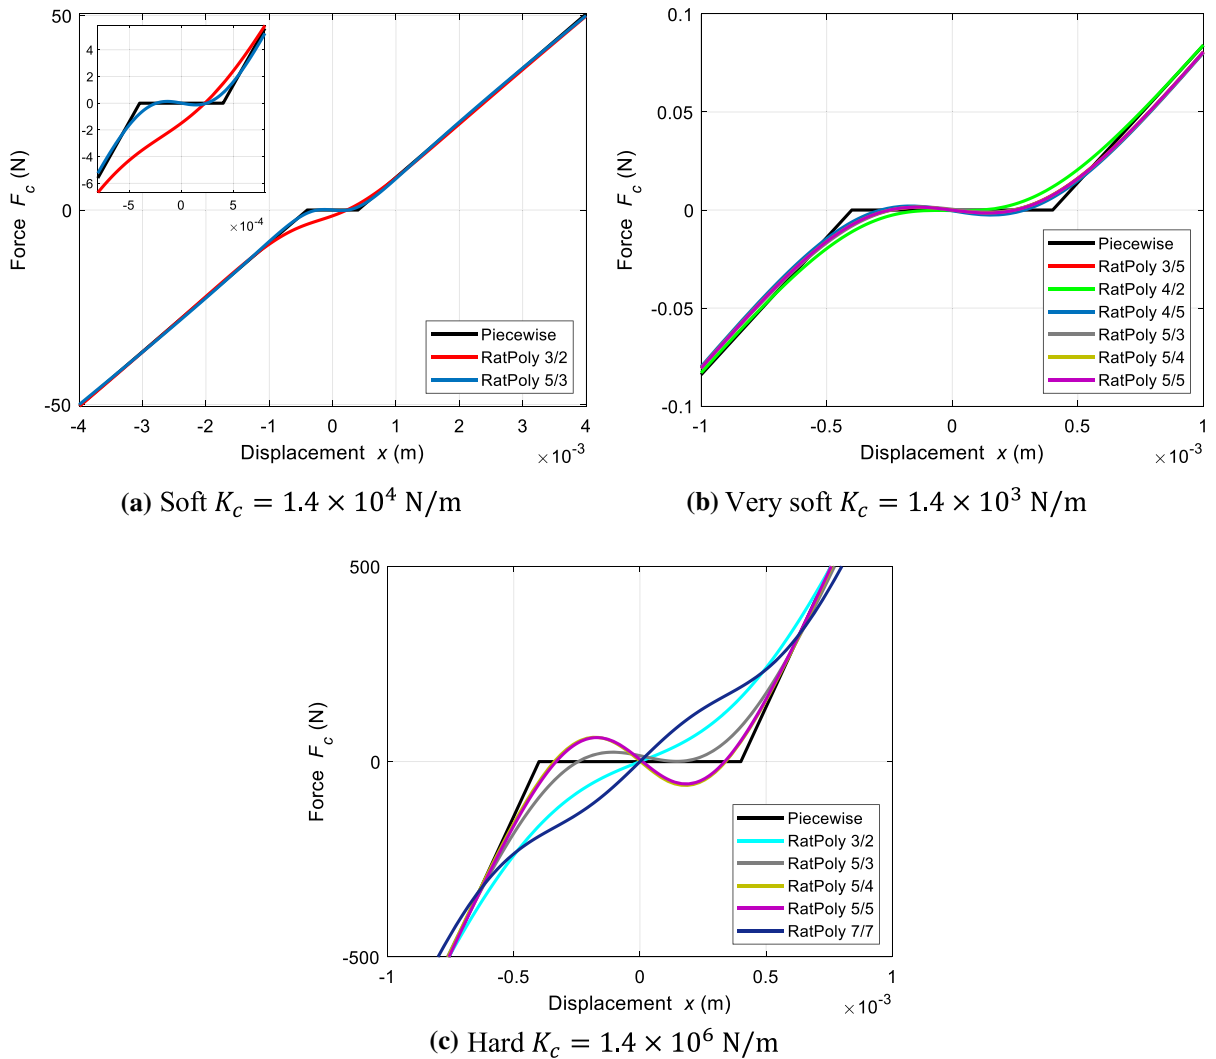 50
0
-50
Force F_c (N)
4
2
0
-2
-4
-6
-5
0
5
×10^-4
Piecewise
RatPoly 3/2
RatPoly 5/3
-4
-3
-2
-1
0
1
2
3
4
Displacement x (m)
×10^-3
(a) Soft K_c = 1.4 × 10^4 N/m
0.1
0.05
0
-0.05
-0.1
Force F_c (N)
Piecewise
RatPoly 3/5
RatPoly 4/2
RatPoly 4/5
RatPoly 5/3
RatPoly 5/4
RatPoly 5/5
-1
-0.5
0
0.5
1
Displacement x (m)
×10^-3
(b) Very soft K_c = 1.4 × 10^3 N/m
500
0
-500
Force F_c (N)
Piecewise
RatPoly 3/2
RatPoly 5/3
RatPoly 5/4
RatPoly 5/5
RatPoly 7/7
-1
-0.5
0
0.5
1
Displacement x (m)
×10^-3
(c) Hard K_c = 1.4 × 10^6 N/m